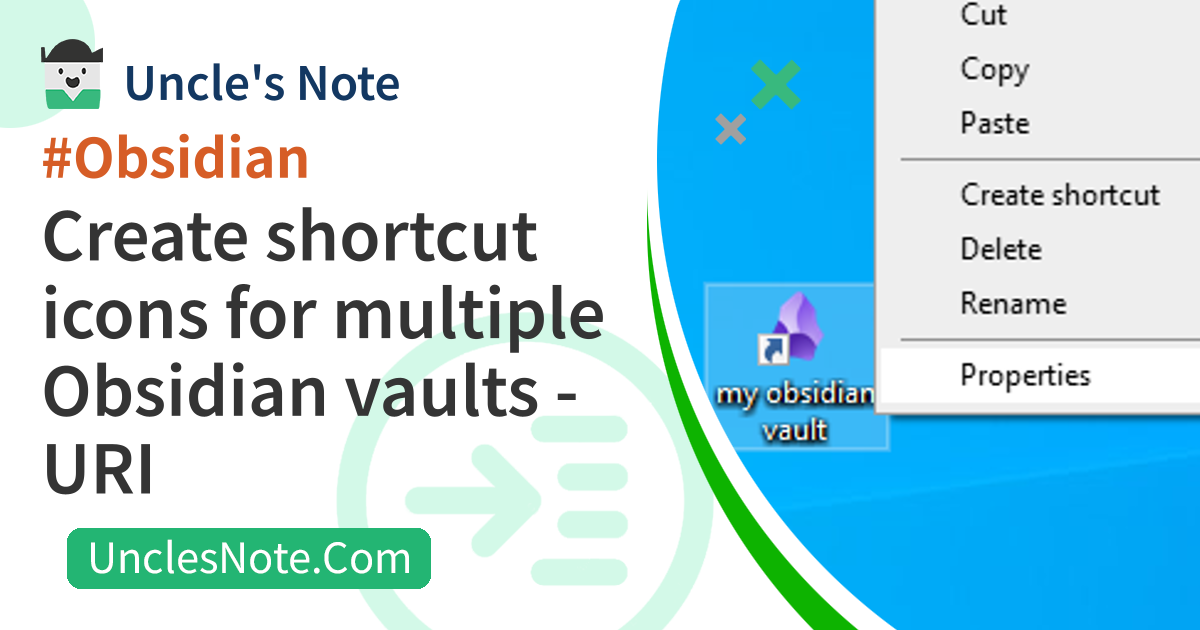 Uncle's Note
#Obsidian
Create shortcut
icons for multiple
Obsidian vaults -
URI
UnclesNote.Com
Cut
Copy
Paste
Create shortcut
Delete
Rename
Properties
my obsidian
vault